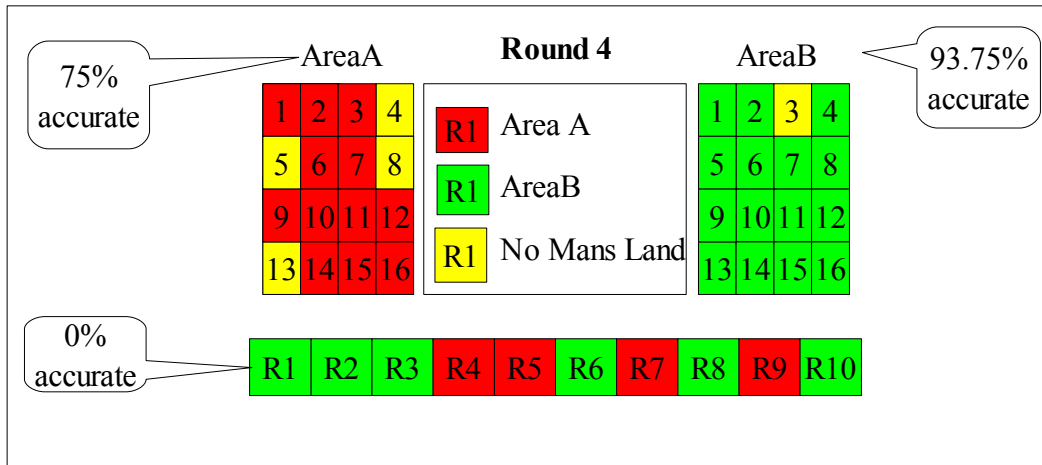 75%
accurate
AreaA
Round 4
AreaB
93.75%
accurate
1 2 3 4
5 6 7 8
9 10 11 12
13 14 15 16
R1 Area A
R1 AreaB
R1 No Mans Land
1 2 3 4
5 6 7 8
9 10 11 12
13 14 15 16
0%
accurate
R1 R2 R3 R4 R5 R6 R7 R8 R9 R10